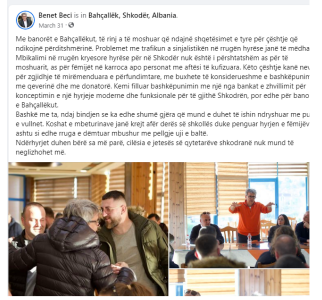 Benet Beci is in Bahçallëk, Shkodër, Albania.
March 31 ·
Me banorët e Bahçallëkut, të rinj a të moshuar që ndajnë shqetësimet e tyre për çështje që
ndikojnë përditshmërinë. Problemet me trafikun a sinjalistikën në rrugën hyrëse janë të mëdha
Mbikalimi në rrugën kryesore hyrëse për në Shkodër nuk është i përshtatshëm as për të
moshuarit, as për fëmijët në karroca apo personat me aftësi të kufizuara. Këto çështje kanë
për zgjidhje të mirëmenduara e përfundimtare, me buxhete të konsiderueshme e bashkëpunim
me qeverinë dhe me donatorë. Kemi filluar bashkëpunimin me një nga bankat e zhvillimit për
konceptimin e një hyrjeje moderne dhe funksionale për të gjithë Shkodrën, por edhe për
e Bahçallëkut.
Bashkë me ta, ndaj bindjen se ka edhe shumë gjëra që mund e duhet të ishin ndryshuar me
e vullnet. Koshat e mbeturinave janë krejt afër derës së shkollës duke penguar hyrjen e
ashtu si edhe rruga e dëmtuar mbushur me pellgje uji e baltë.
Ndërhyrjet duhen bërë sa më parë, cilësia e jetesës së qytetarëve shkodranë nuk mund të
neglizhohet më.